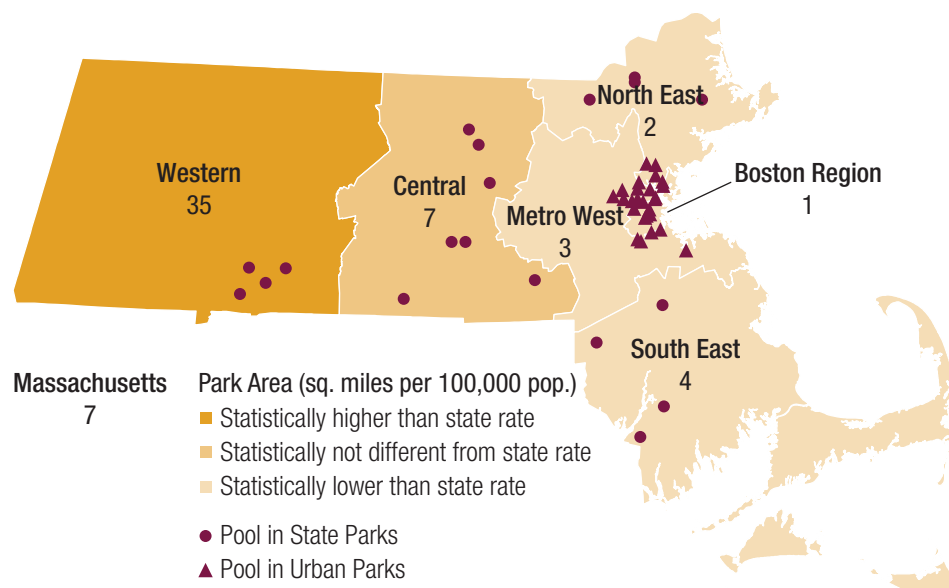 North East
2
Western
35
Central
7
Boston Region
1
Metro West
3
South East
4
Massachusetts
7
Park Area (sq. miles per 100,000 pop.)
Statistically higher than state rate
Statistically not different from state rate
Statistically lower than state rate
Pool in State Parks
Pool in Urban Parks